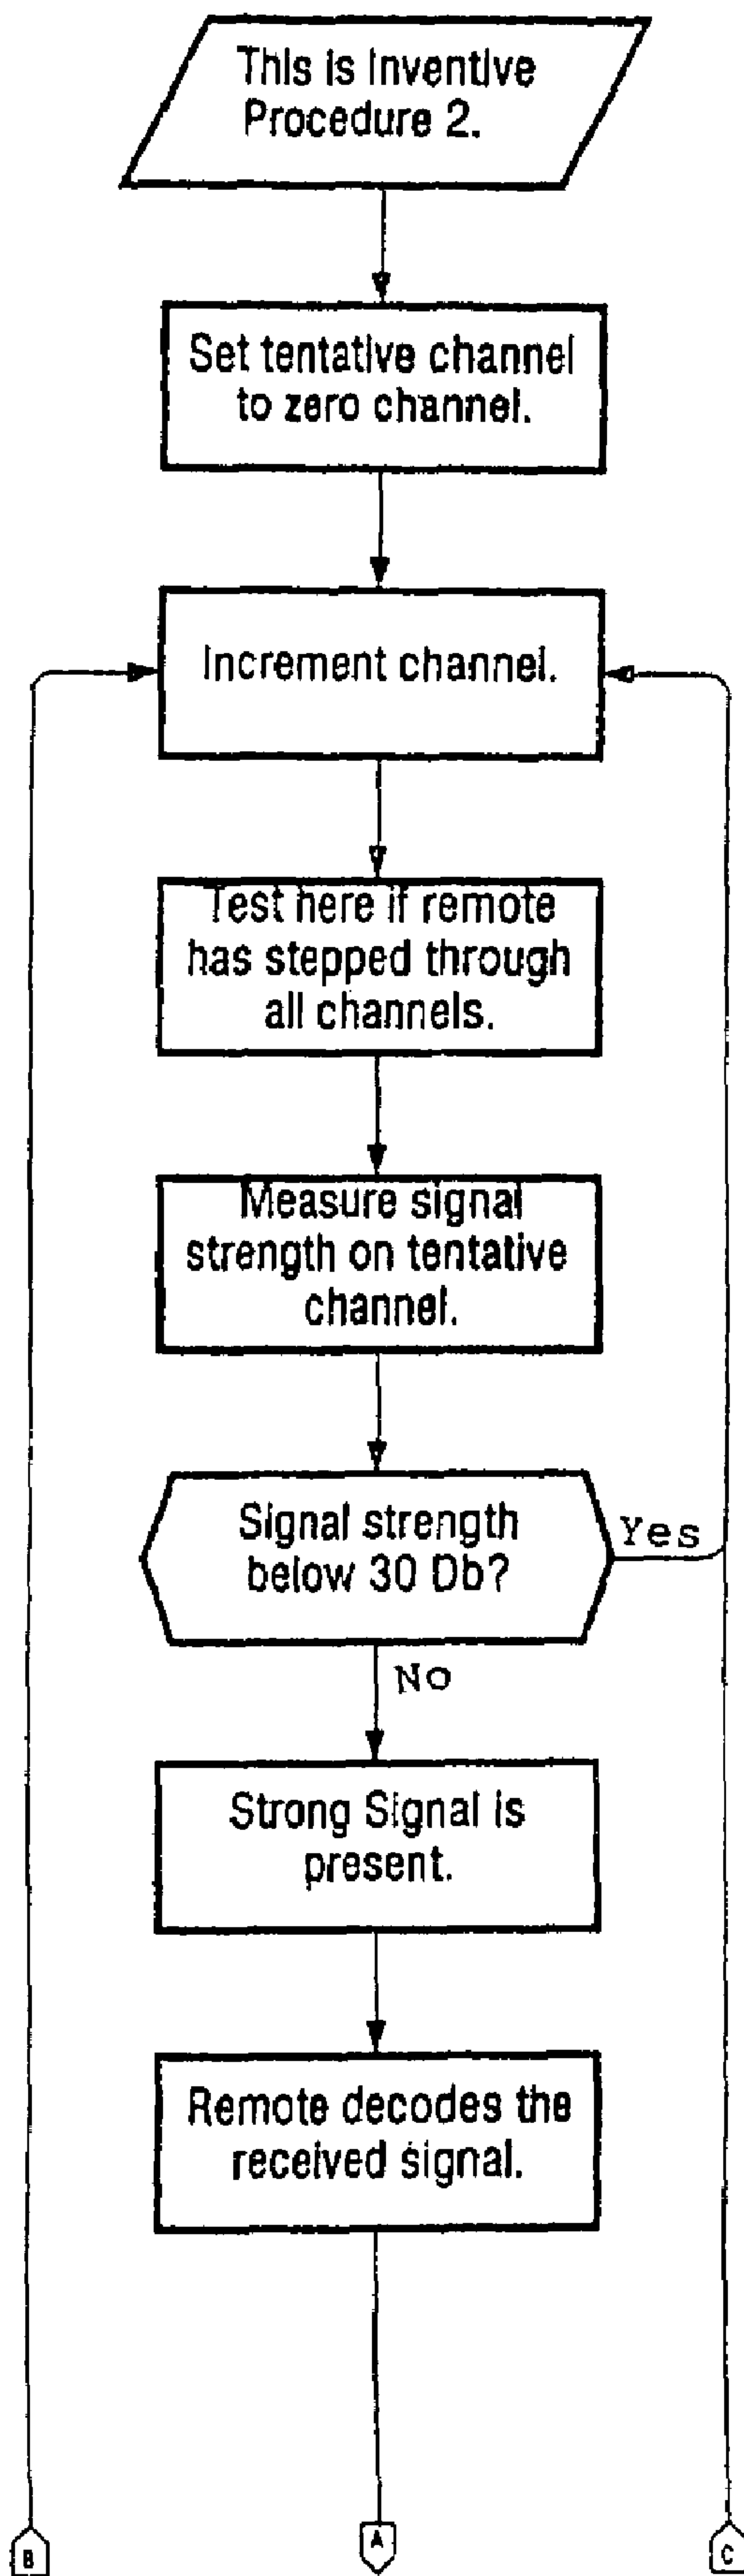 This is Inventive
Procedure 2.
Set tentative channel
to zero channel.
Increment channel.
Test here if remote
has stepped through
all channels.
Measure signal
strength on tentative
channel.
Signal strength
below 30 Db?
Yes
No
Strong Signal is
present.
Remote decodes the
received signal.
B
A
C